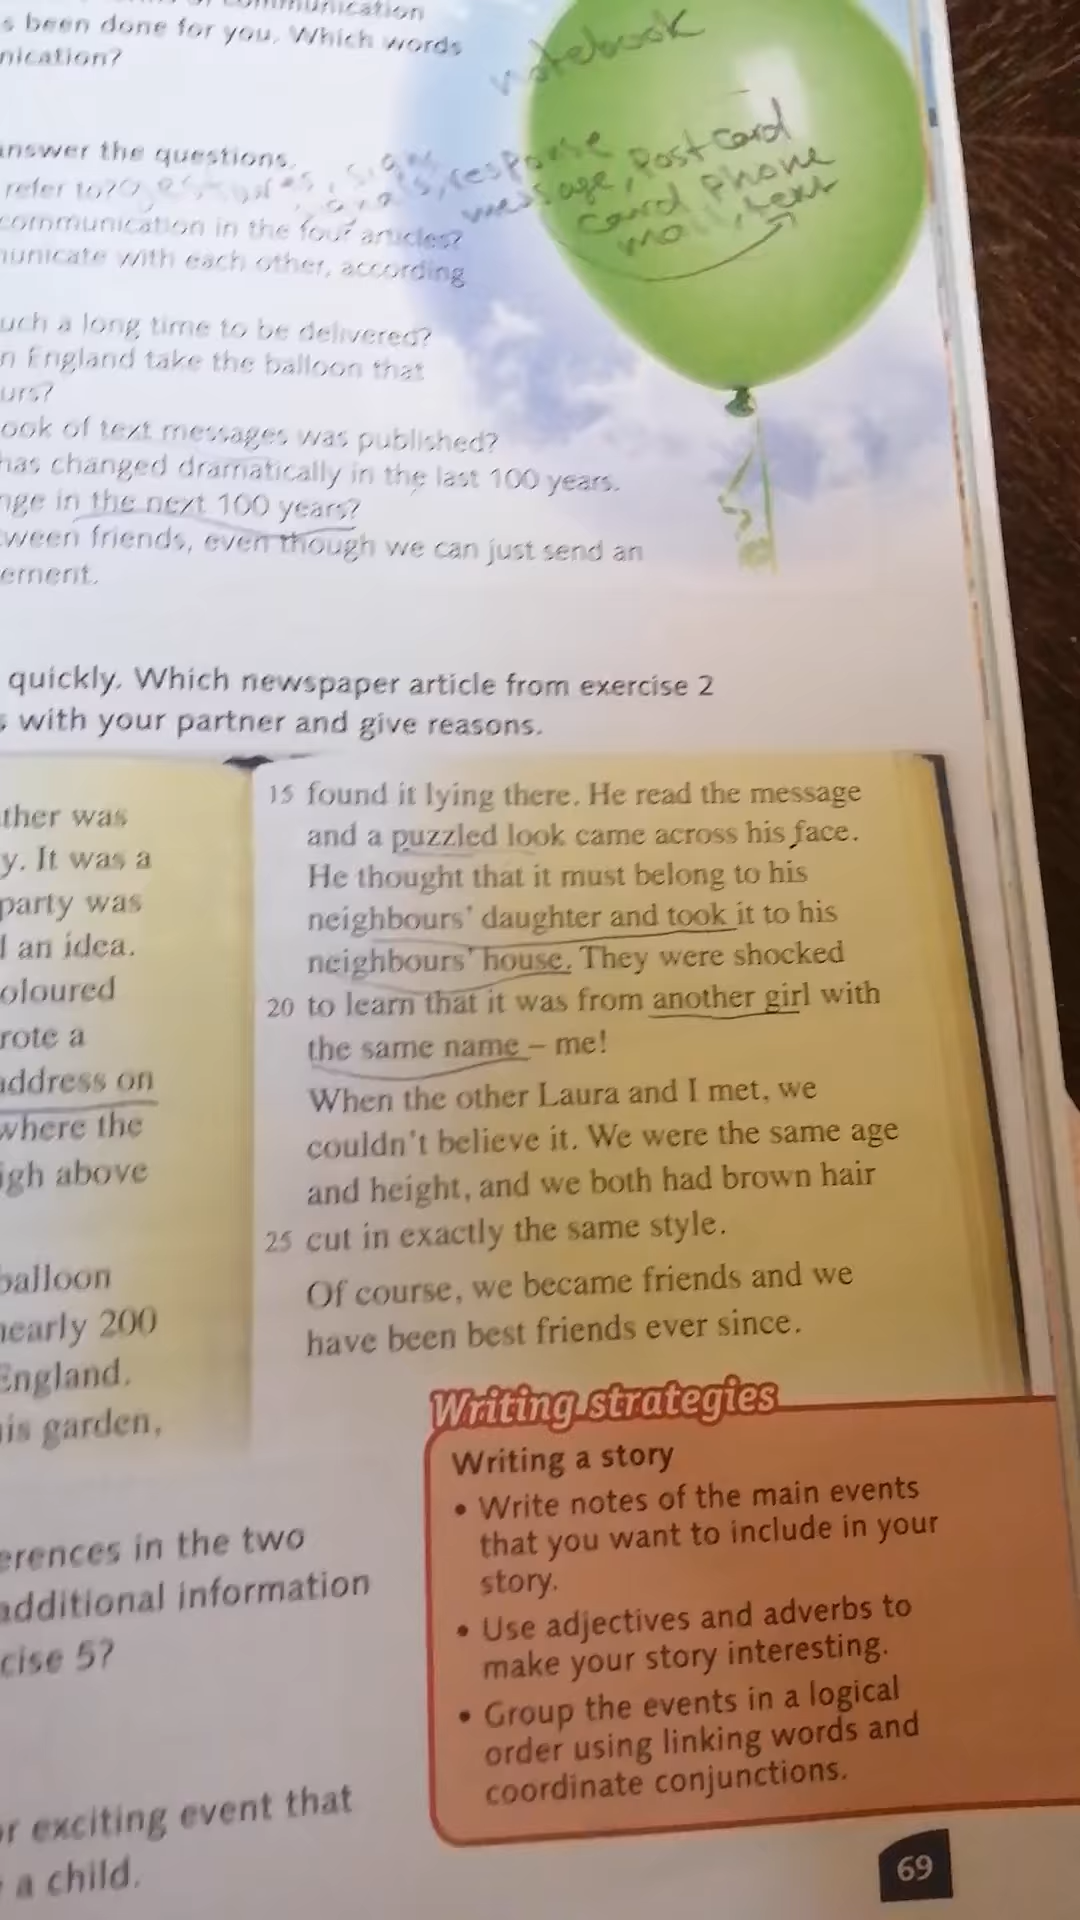 communication
s been done for you. Which words
nication?
notebook
answer the questions.
refer to? signals, response
message, Postcard
card phone
mail, text
communication in the four articles?
municate with each other, according
uch a long time to be delivered?
n England take the balloon that
urs?
ook of text messages was published?
has changed dramatically in the last 100 years.
nge in the next 100 years?
tween friends, even though we can just send an
ement.
quickly. Which newspaper article from exercise 2
s with your partner and give reasons.
ther was
y. It was a
party was
d an idea.
oloured
rote a
address on
where the
igh above
balloon
nearly 200
England.
is garden,
15 found it lying there. He read the message
and a puzzled look came across his face.
He thought that it must belong to his
neighbours' daughter and took it to his
neighbours' house. They were shocked
20 to learn that it was from another girl with
the same name – me!
When the other Laura and I met, we
couldn't believe it. We were the same age
and height, and we both had brown hair
25 cut in exactly the same style.
Of course, we became friends and we
have been best friends ever since.
Writing strategies
Writing a story
• Write notes of the main events
that you want to include in your
story.
• Use adjectives and adverbs to
make your story interesting.
• Group the events in a logical
order using linking words and
coordinate conjunctions.
erences in the two
additional information
cise 5?
or exciting event that
a child.
69